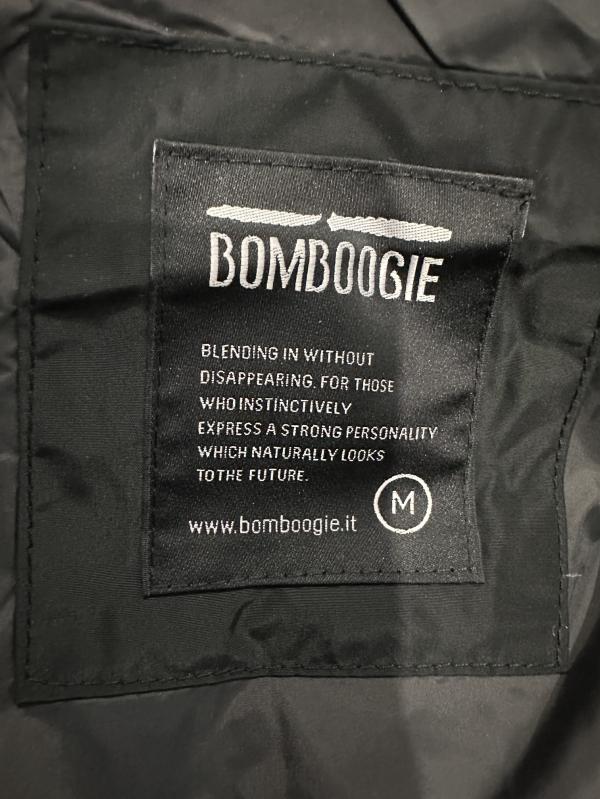 BOMBOOGIE
BLENDING IN WITHOUT
DISAPPEARING. FOR THOSE
WHO INSTINCTIVELY
EXPRESS A STRONG PERSONALITY
WHICH NATURALLY LOOKS
TO THE FUTURE.
M
www.bomboogie.it